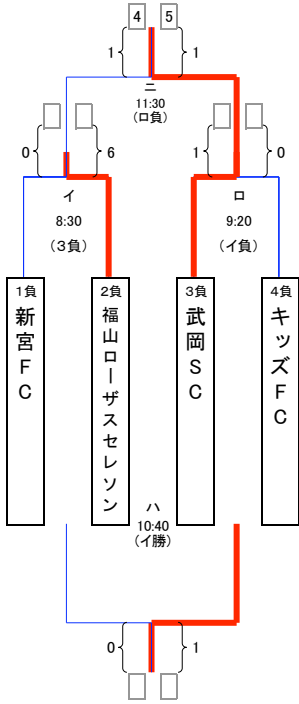 4 5
1 1
ニ
11:30
(ロ負)
0 6
1 0
イ
8:30
(3負)
ロ
9:20
(イ負)
1負
新宮FC
2負
福山ローザスセレソン
3負
武岡SC
4負
キッズFC
ハ
10:40
(イ勝)
0 1